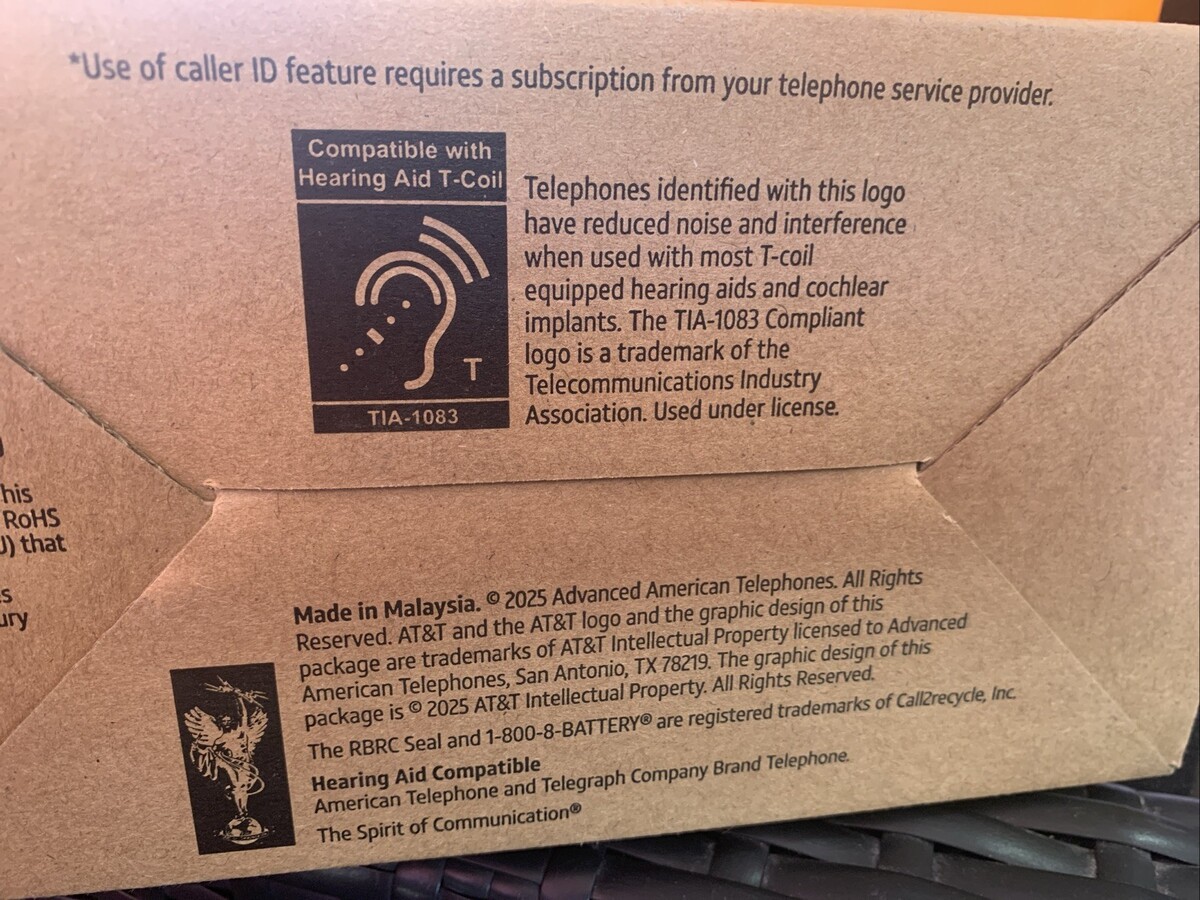 *Use of caller ID feature requires a subscription from your telephone service provider.
Compatible with
Hearing Aid T-Coil
T
TIA-1083
Telephones identified with this logo
have reduced noise and interference
when used with most T-coil
equipped hearing aids and cochlear
implants. The TIA-1083 Compliant
logo is a trademark of the
Telecommunications Industry
Association. Used under license.
his
RoHS
J) that
s
ury
Made in Malaysia. © 2025 Advanced American Telephones. All Rights
Reserved. AT&T and the AT&T logo and the graphic design of this
package are trademarks of AT&T Intellectual Property licensed to Advanced
American Telephones, San Antonio, TX 78219. The graphic design of this
package is © 2025 AT&T Intellectual Property. All Rights Reserved.
The RBRC Seal and 1-800-8-BATTERY® are registered trademarks of Call2recycle, Inc.
Hearing Aid Compatible
American Telephone and Telegraph Company Brand Telephone.
The Spirit of Communication®